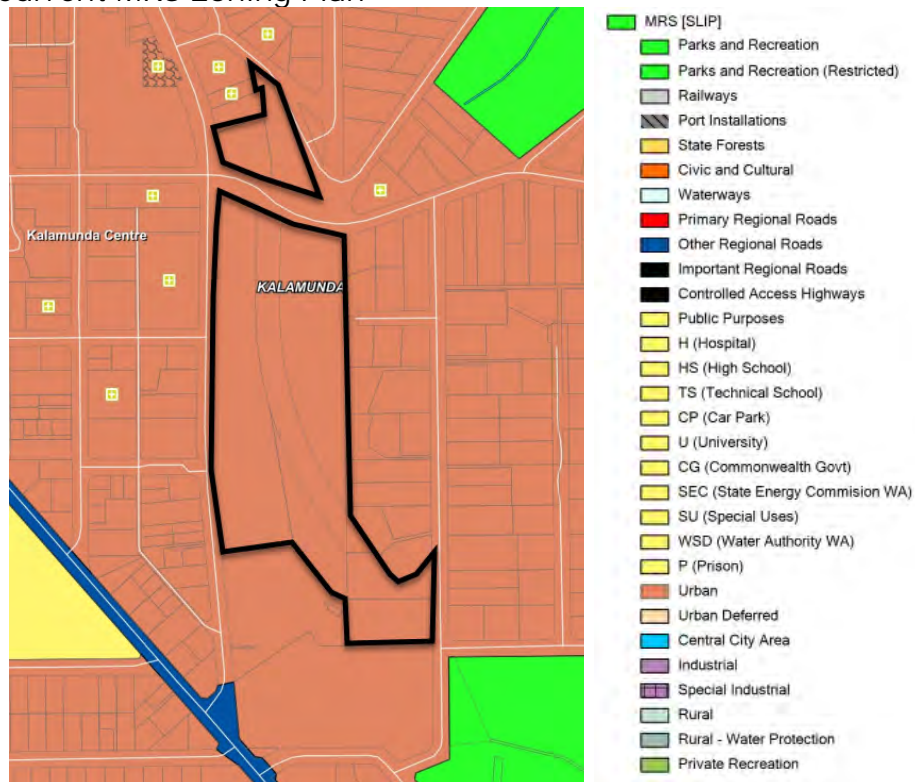 Current MRS Zoning Plan
Kalamunda Centre
KALAMUNDA
MRS [SLIP]
Parks and Recreation
Parks and Recreation (Restricted)
Railways
Port Installations
State Forests
Civic and Cultural
Waterways
Primary Regional Roads
Other Regional Roads
Important Regional Roads
Controlled Access Highways
Public Purposes
H (Hospital)
HS (High School)
TS (Technical School)
CP (Car Park)
U (University)
CG (Commonwealth Govt)
SEC (State Energy Commision WA)
SU (Special Uses)
WSD (Water Authority WA)
P (Prison)
Urban
Urban Deferred
Central City Area
Industrial
Special Industrial
Rural
Rural - Water Protection
Private Recreation